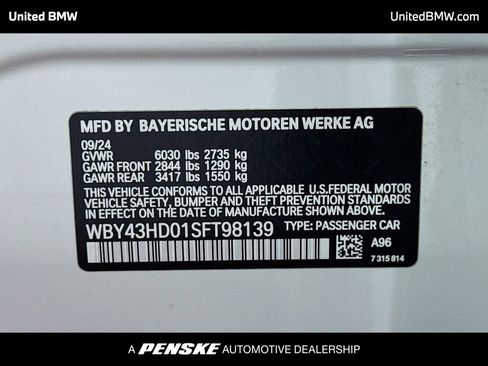 United BMW
UnitedBMW.com
MFD BY BAYERISCHE MOTOREN WERKE AG
09/24
GVWR 6030 lbs 2735 kg
GAWR FRONT 2844 lbs 1290 kg
GAWR REAR 3417 lbs 1550 kg
THIS VEHICLE CONFORMS TO ALL APPLICABLE U.S.FEDERAL MOTOR
VEHICLE SAFETY, BUMPER AND THEFT PREVENTION STANDARDS IN
EFFECT ON THE DATE OF MANUFACTURE SHOWN ABOVE.
WBY43HD01SFT98139 TYPE: PASSENGER CAR
A96
7 315 814
A PENSKE AUTOMOTIVE DEALERSHIP